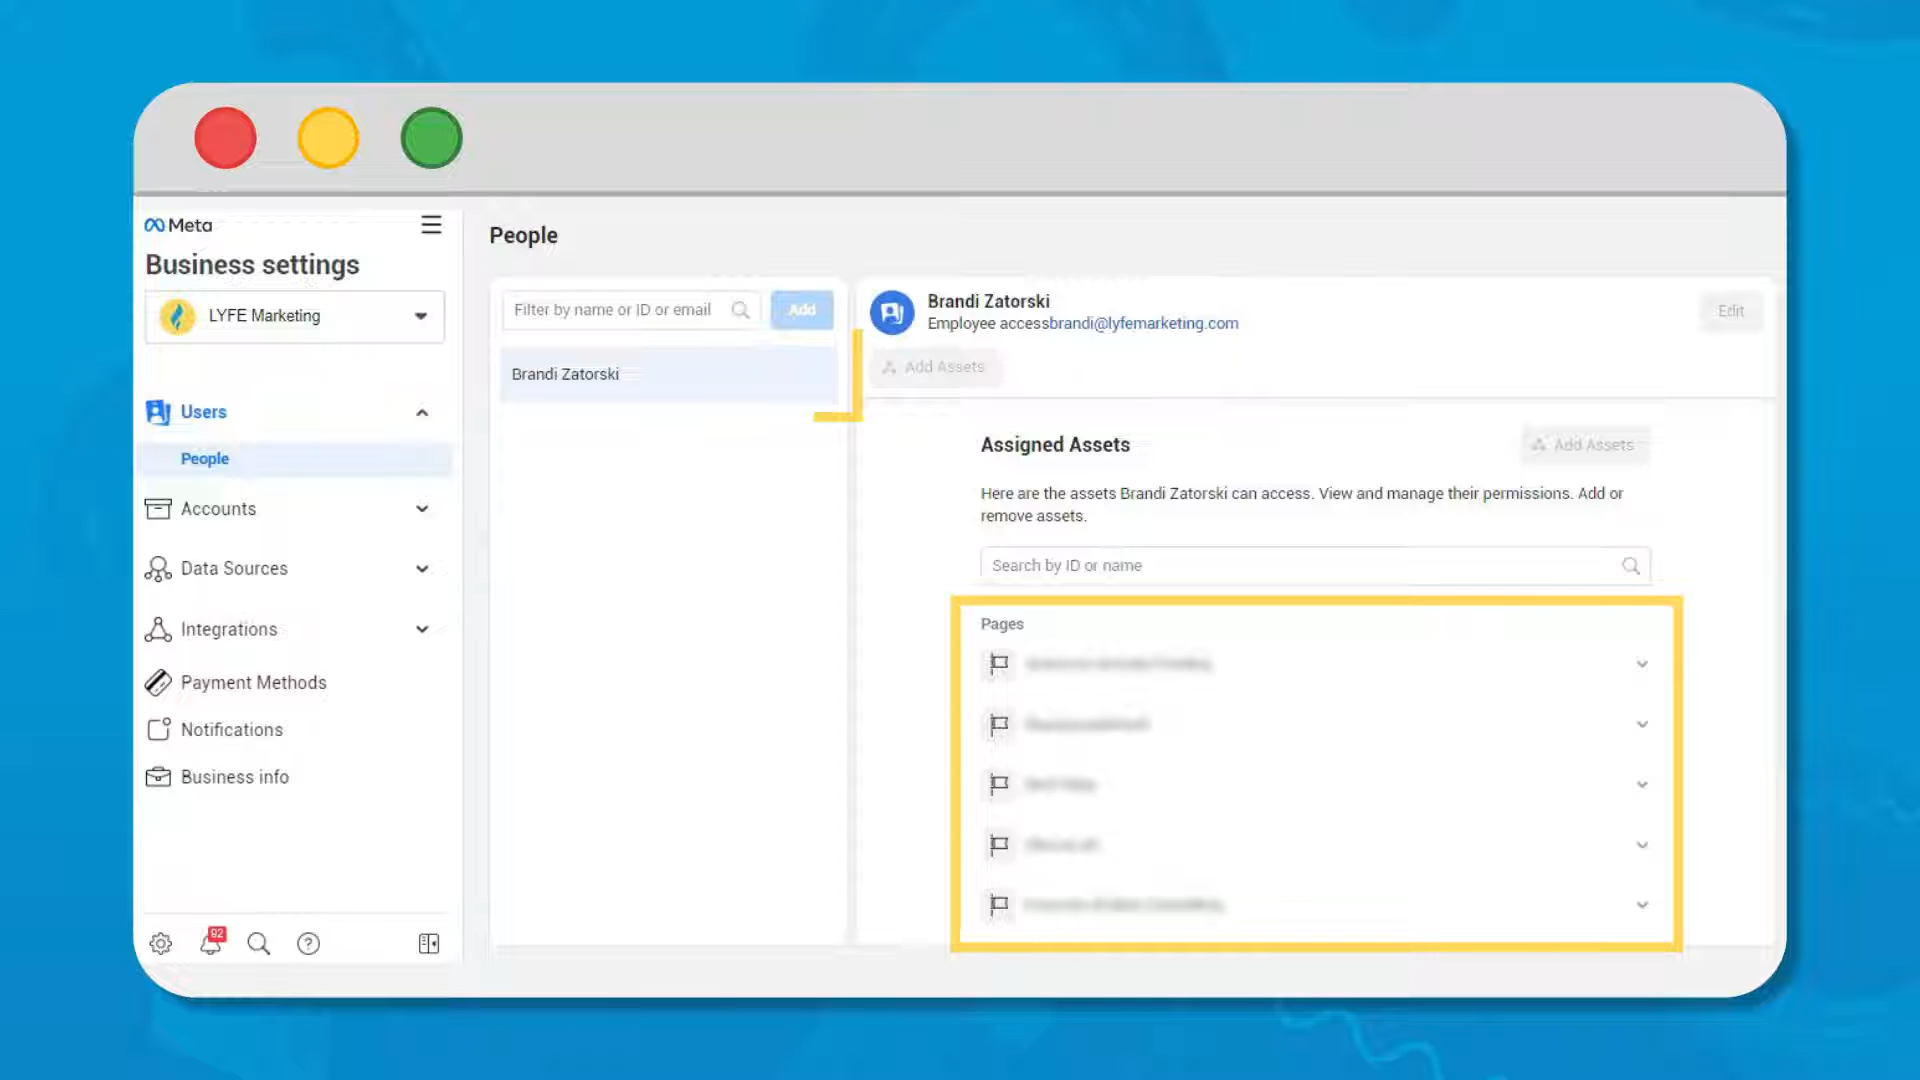 Meta
Business settings
LYFE Marketing
Users
People
Accounts
Data Sources
Integrations
Payment Methods
Notifications
Business info
92
People
Filter by name or ID or email
Add
Brandi Zatorski
Brandi Zatorski
Employee accessbrandi@lyfemarketing.com
Edit
Add Assets
Assigned Assets
Add Assets
Here are the assets Brandi Zatorski can access. View and manage their permissions. Add or
remove assets.
Search by ID or name
Pages